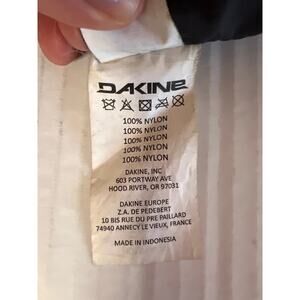 DAKINE
100% NYLON
100% NYLON
100% NYLON
100% NYLON
100% NYLON
DAKINE, INC
603 PORTWAY AVE
HOOD RIVER, OR 97031
DAKINE EUROPE
Z.A. DE PEDEBERT
10 BIS RUE DU PRE PAILLARD
74940 ANNECY LE VIEUX, FRANCE
MADE IN INDONESIA